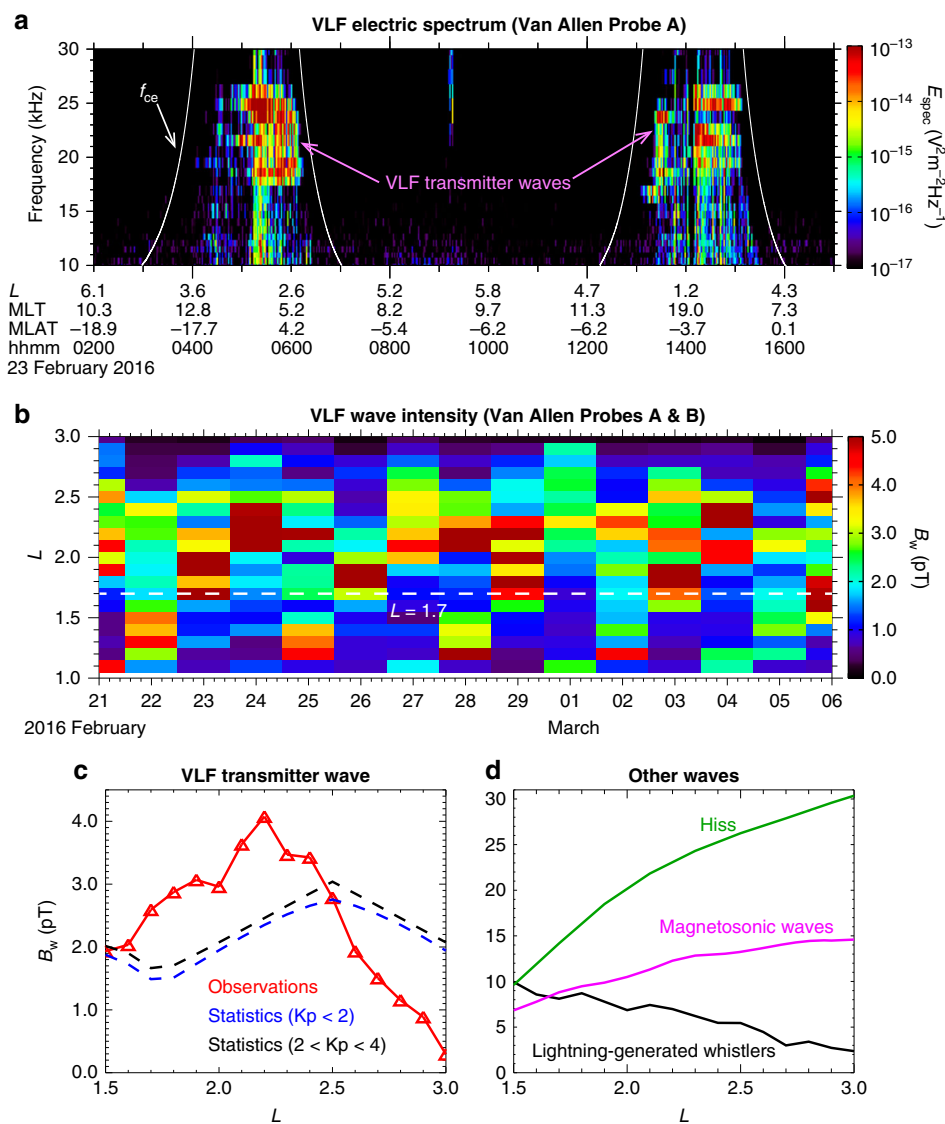 a
VLF electric spectrum (Van Allen Probe A)
30
25
20
15
10
Frequency (kHz)
fce
VLF transmitter waves
10−13
10−14
10−15
10−16
10−17
Espec (V2m−2Hz−1)
L 6.1 3.6 2.6 5.2 5.8 4.7 1.2 4.3
MLT 10.3 12.8 5.2 8.2 9.7 11.3 19.0 7.3
MLAT −18.9 −17.7 4.2 −5.4 −6.2 −6.2 −3.7 0.1
hhmm 0200 0400 0600 0800 1000 1200 1400 1600
23 February 2016
b
VLF wave intensity (Van Allen Probes A & B)
3.0
2.5
2.0
1.5
1.0
L
L = 1.7
5.0
4.0
3.0
2.0
1.0
0.0
Bw (pT)
21 22 23 24 25 26 27 28 29 01 02 03 04 05 06
2016 February March
c
VLF transmitter wave
4.0
3.0
2.0
1.0
0.0
Bw (pT)
Observations
Statistics (Kp < 2)
Statistics (2 < Kp < 4)
1.5 2.0 2.5 3.0
L
d
Other waves
30
25
20
15
10
5
0
Hiss
Magnetosonic waves
Lightning-generated whistlers
1.5 2.0 2.5 3.0
L